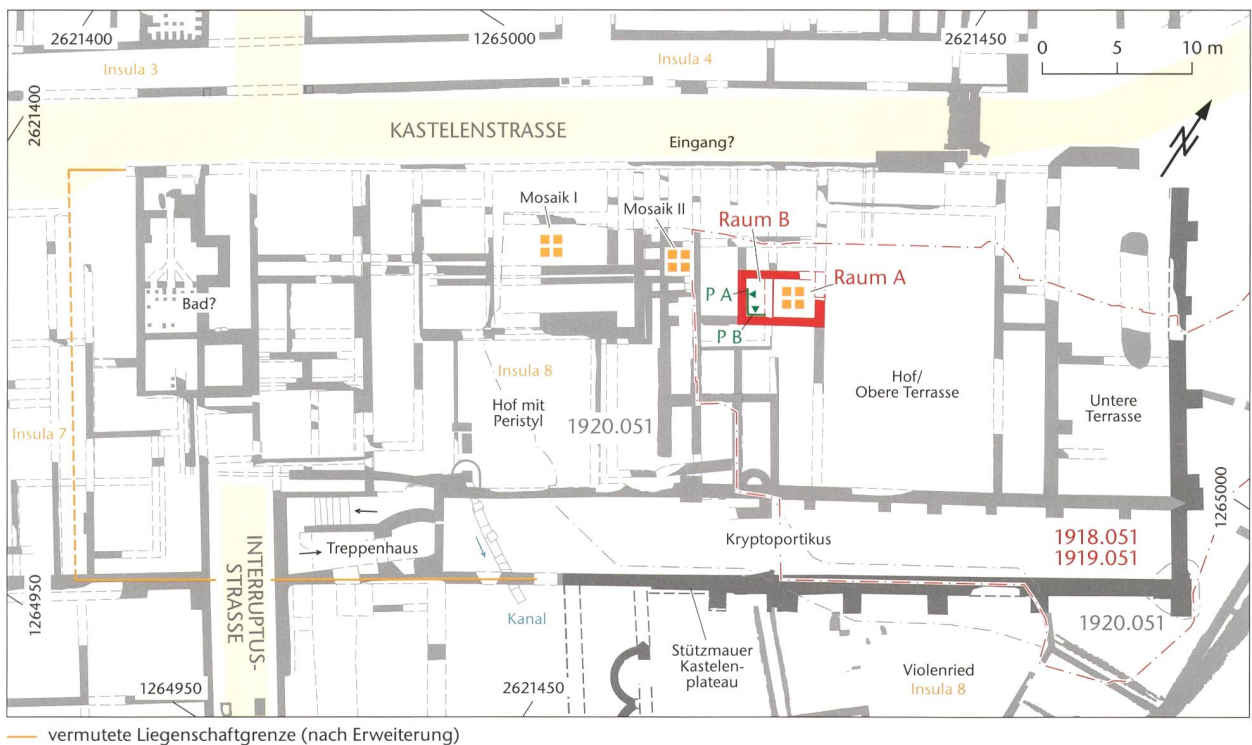 2621400
1265000
2621450
0 5 10 m
Insula 3
Insula 4
2621400
KASTELENSTRASSE
Eingang?
Mosaik I
Mosaik II
Raum B
Raum A
P A
Bad?
P B
Insula 8
Hof mit
Peristyl
1920.051
Hof/
Obere Terrasse
Untere
Terrasse
Insula 7
1265000
Treppenhaus
Kryptoportikus
1918.051
1919.051
INTERRUPTUS-
STRASSE
1264950
Kanal
1920.051
Stützmauer
Kastelen-
plateau
Violenried
Insula 8
1264950
2621450
vermutete Liegenschaftgrenze (nach Erweiterung)